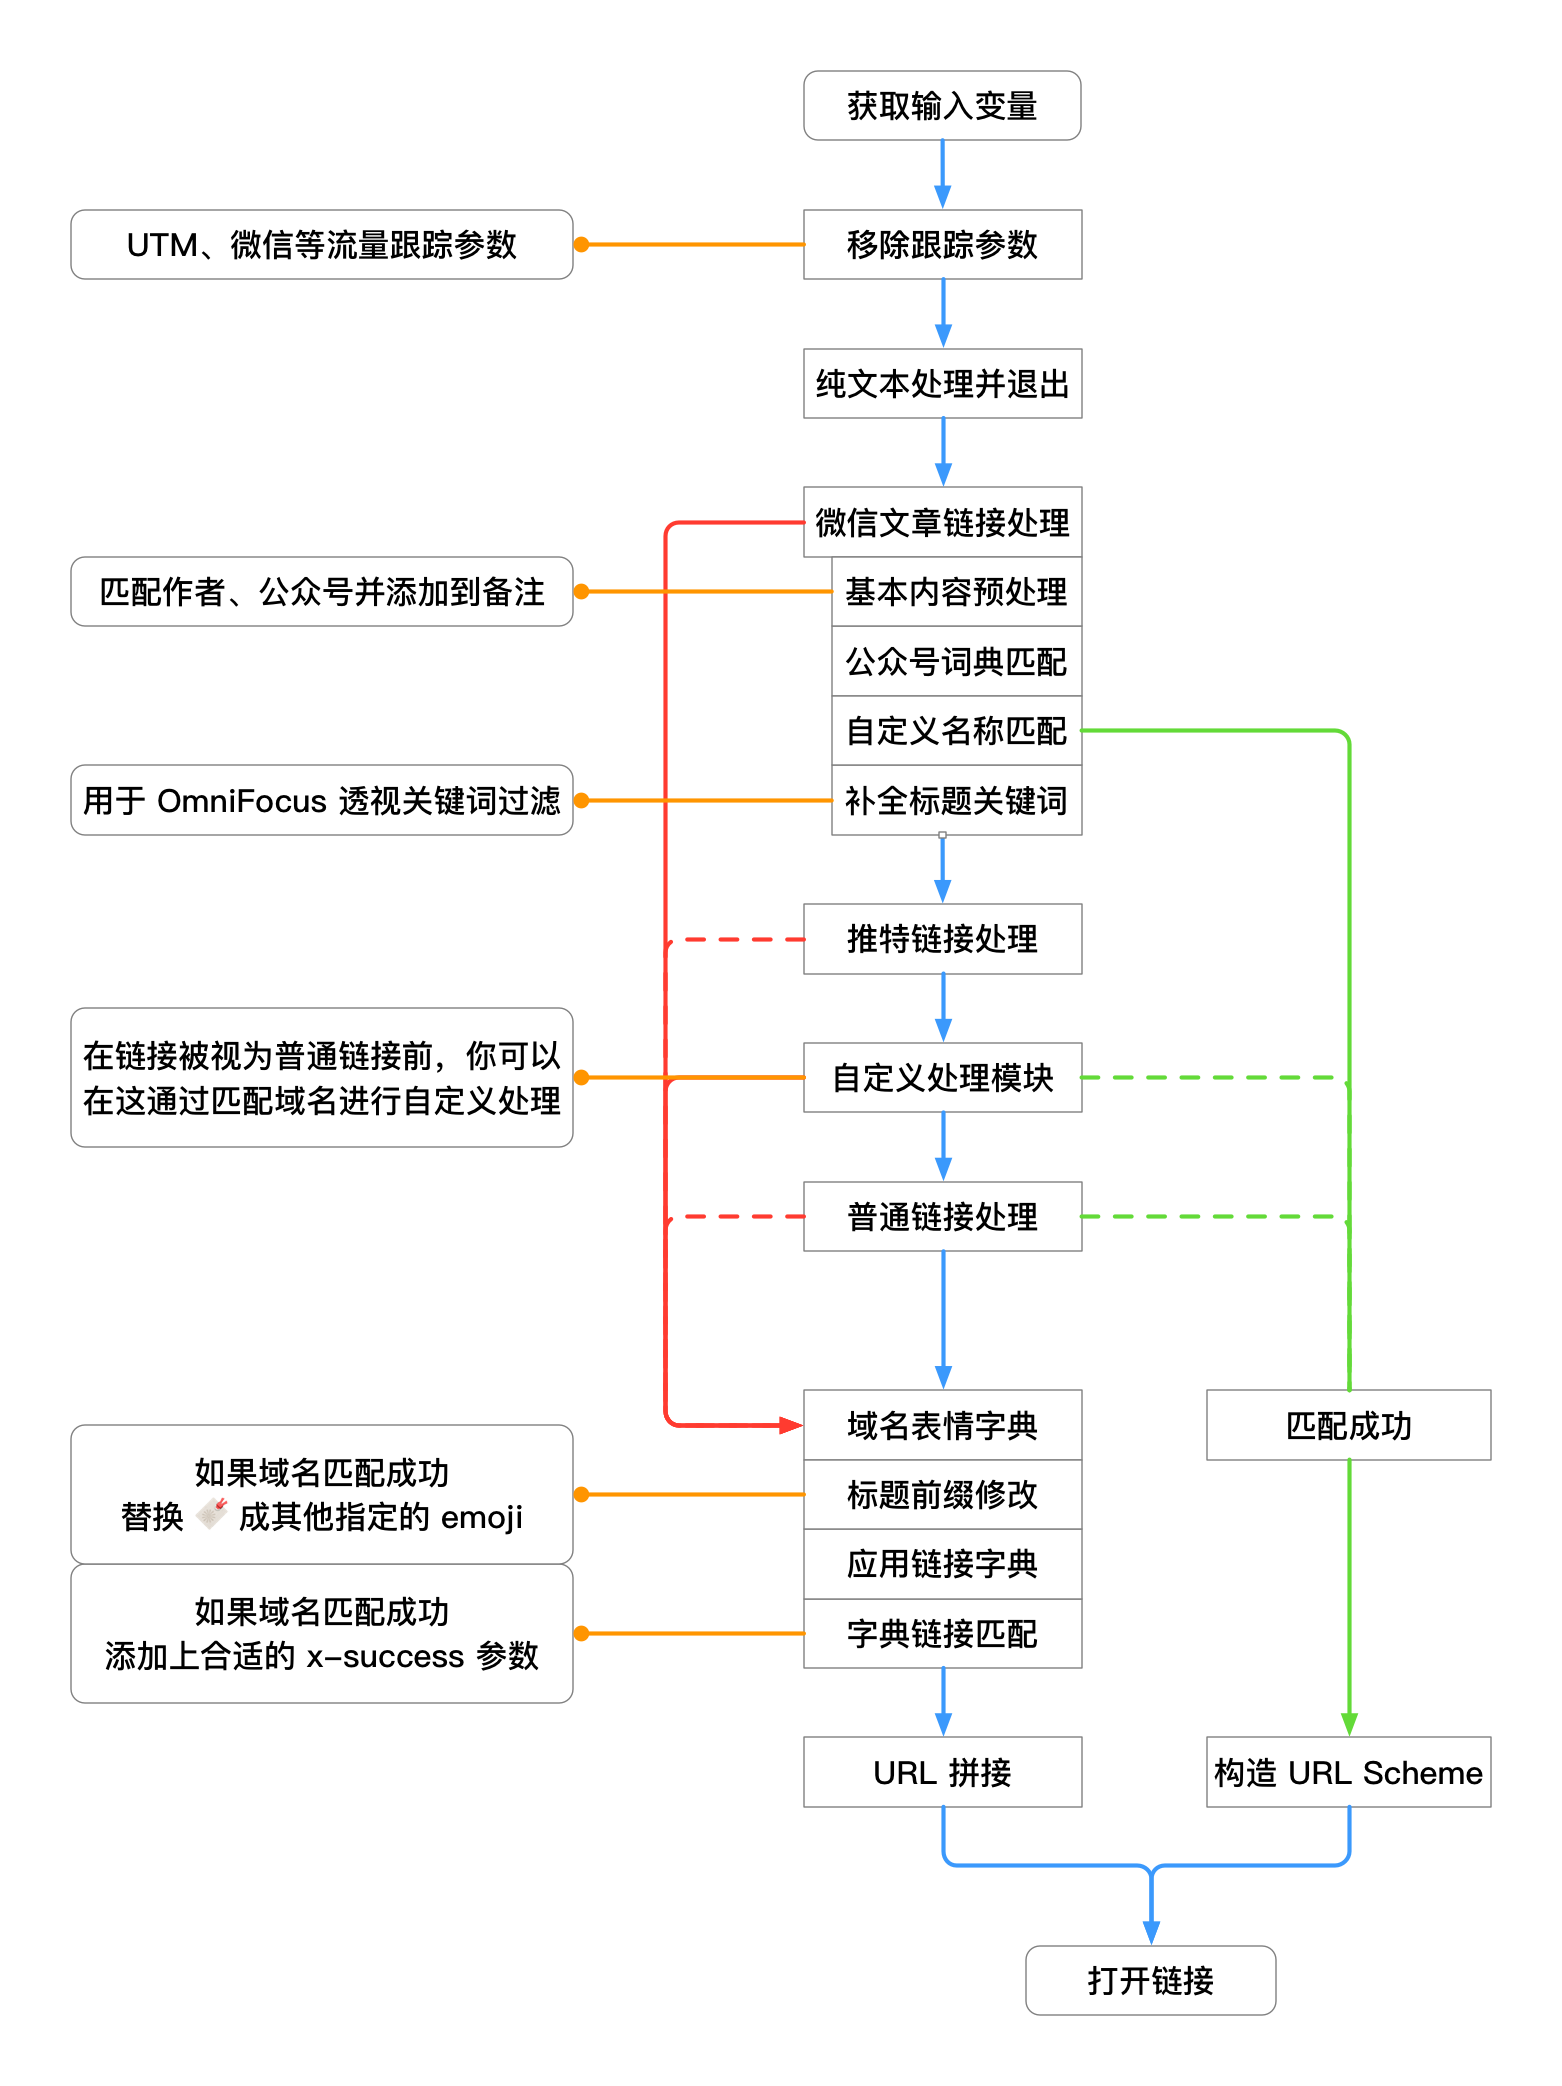 获取输入变量
UTM、微信等流量跟踪参数
移除跟踪参数
纯文本处理并退出
微信文章链接处理
匹配作者、公众号并添加到备注
基本内容预处理
公众号词典匹配
自定义名称匹配
用于 OmniFocus 透视关键词过滤
补全标题关键词
推特链接处理
在链接被视为普通链接前，你可以
在这通过匹配域名进行自定义处理
自定义处理模块
普通链接处理
域名表情字典
匹配成功
如果域名匹配成功
替换 🔖 成其他指定的 emoji
标题前缀修改
应用链接字典
如果域名匹配成功
添加上合适的 x-success 参数
字典链接匹配
URL 拼接
构造 URL Scheme
打开链接